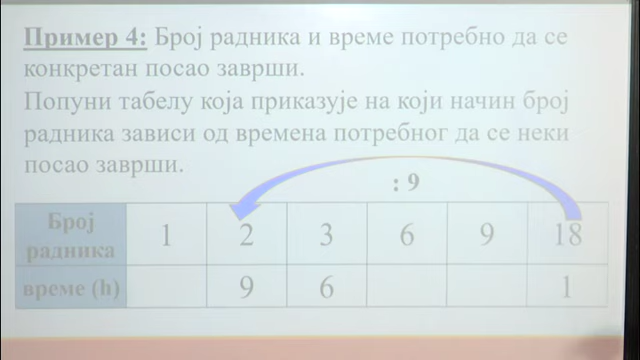 Пример 4: Број радника и време потребно да се
конкретан посао заврши.
Попуни табелу која приказује на који начин број
радника зависи од времена потребног да се неки
посао заврши.
: 9
Број радника 1 2 3 6 9 18
време (h) 9 6 1